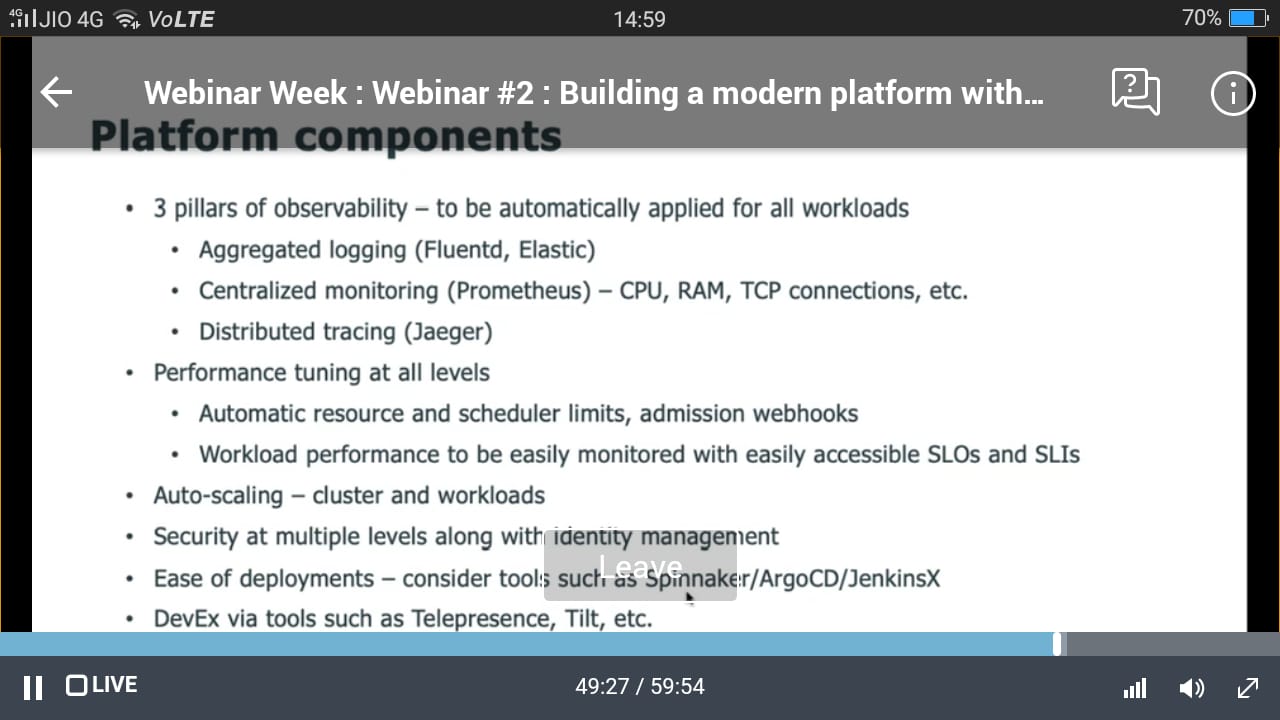 4G JIO 4G VoLTE 14:59 70%
Webinar Week : Webinar #2 : Building a modern platform with...
Platform components
• 3 pillars of observability – to be automatically applied for all workloads
• Aggregated logging (Fluentd, Elastic)
• Centralized monitoring (Prometheus) – CPU, RAM, TCP connections, etc.
• Distributed tracing (Jaeger)
• Performance tuning at all levels
• Automatic resource and scheduler limits, admission webhooks
• Workload performance to be easily monitored with easily accessible SLOs and SLIs
• Auto-scaling – cluster and workloads
• Security at multiple levels along with identity management
Leave
• Ease of deployments – consider tools such as Spinnaker/ArgoCD/JenkinsX
• DevEx via tools such as Telepresence, Tilt, etc.
LIVE 49:27 / 59:54